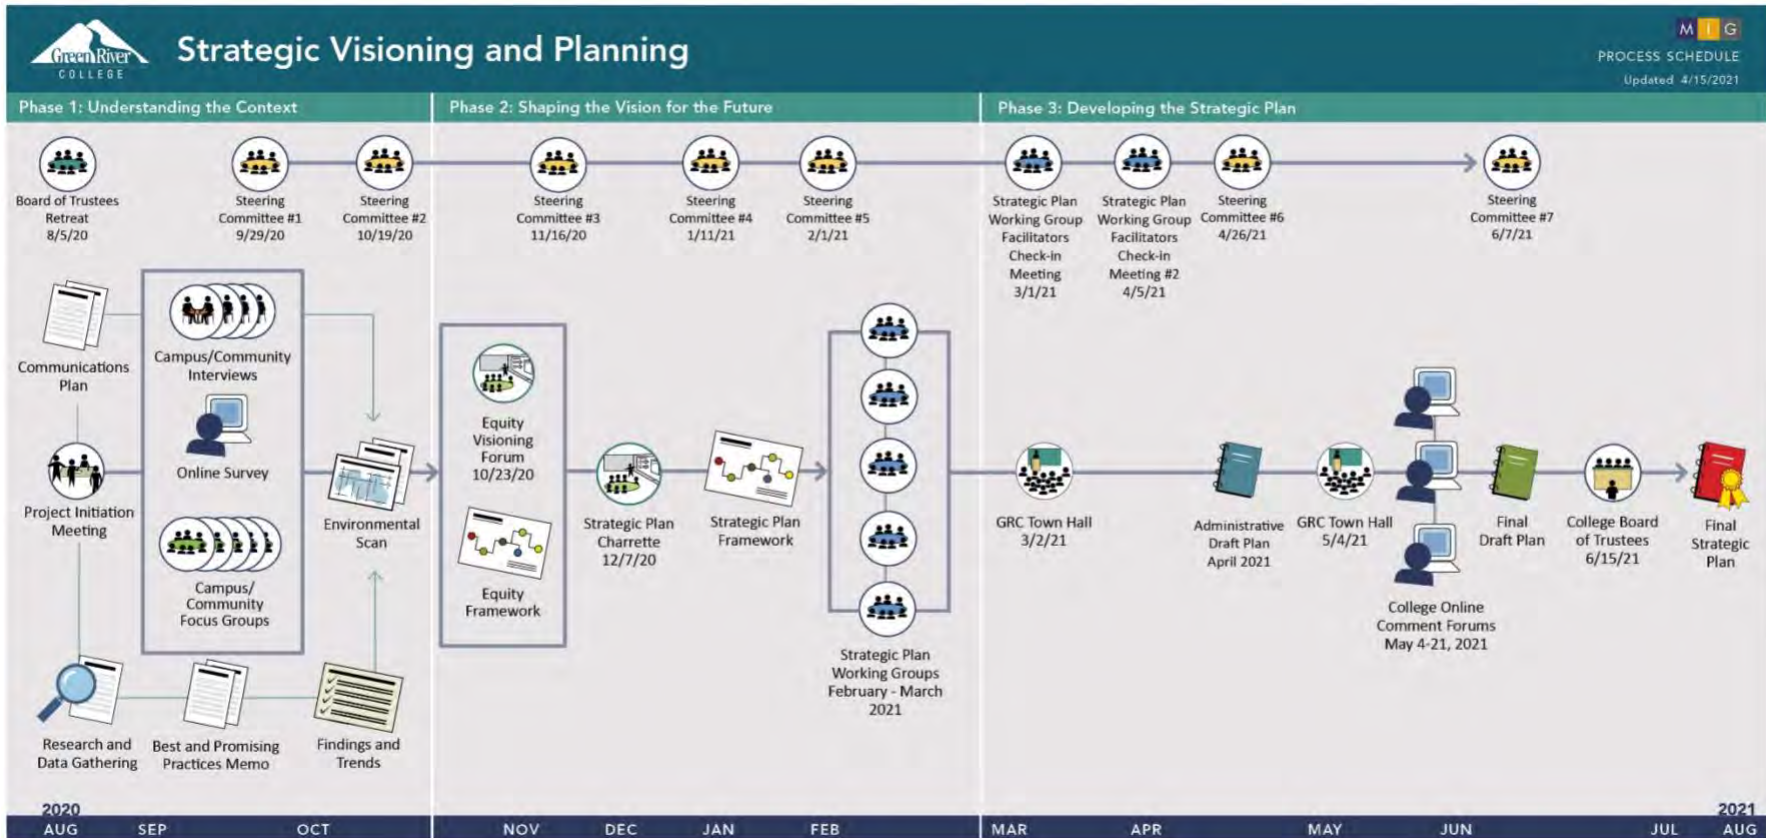 Green River
COLLEGE
Strategic Visioning and Planning
M I G
PROCESS SCHEDULE
Updated 4/15/2021
Phase 1: Understanding the Context
Phase 2: Shaping the Vision for the Future
Phase 3: Developing the Strategic Plan
Board of Trustees
Retreat
8/5/20
Steering
Committee #1
9/29/20
Steering
Committee #2
10/19/20
Steering
Committee #3
11/16/20
Steering
Committee #4
1/11/21
Steering
Committee #5
2/1/21
Strategic Plan
Working Group
Facilitators
Check-in
Meeting
3/1/21
Strategic Plan
Working Group
Facilitators
Check-in
Meeting #2
4/5/21
Steering
Committee #6
4/26/21
Steering
Committee #7
6/7/21
Communications
Plan
Campus/Community
Interviews
Online Survey
Campus/
Community
Focus Groups
Project Initiation
Meeting
Environmental
Scan
Research and
Data Gathering
Best and Promising
Practices Memo
Findings and
Trends
Equity
Visioning
Forum
10/23/20
Equity
Framework
Strategic Plan
Charrette
12/7/20
Strategic Plan
Framework
Strategic Plan
Working Groups
February - March
2021
GRC Town Hall
3/2/21
Administrative
Draft Plan
April 2021
GRC Town Hall
5/4/21
College Online
Comment Forums
May 4-21, 2021
Final
Draft Plan
College Board
of Trustees
6/15/21
Final
Strategic
Plan
2020
2021
AUG SEP OCT NOV DEC JAN FEB MAR APR MAY JUN JUL AUG